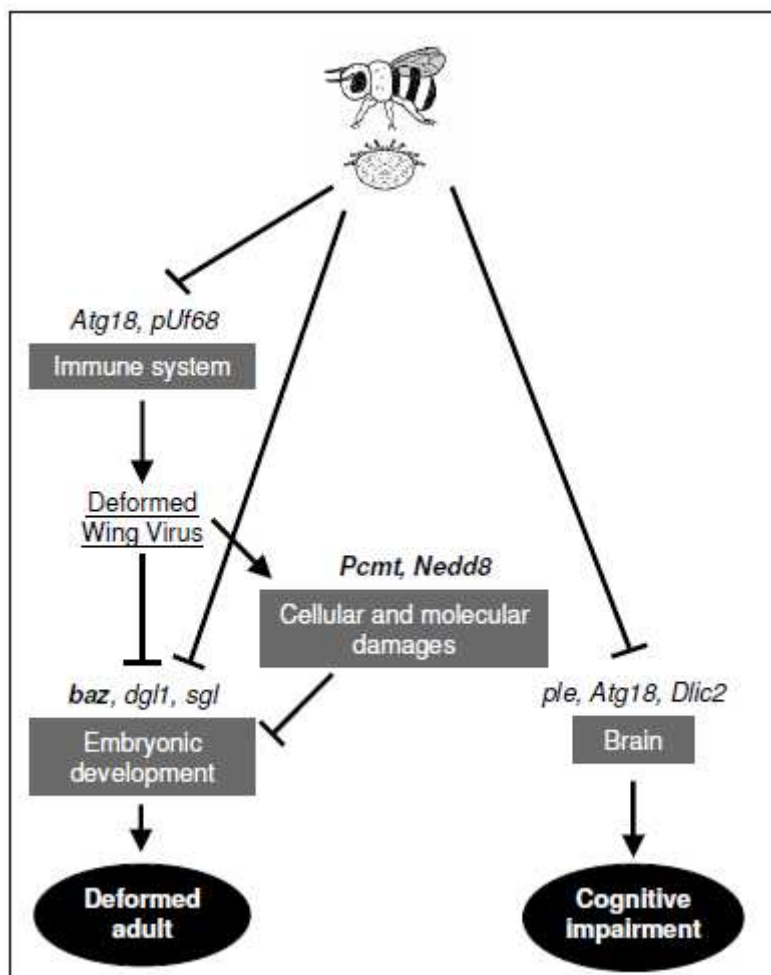 Atg18, pUf68
Immune system
Deformed
Wing Virus
Pcmt, Nedd8
Cellular and molecular
damages
baz, dgl1, sgl
Embryonic
development
ple, Atg18, Dlic2
Brain
Deformed
adult
Cognitive
impairment